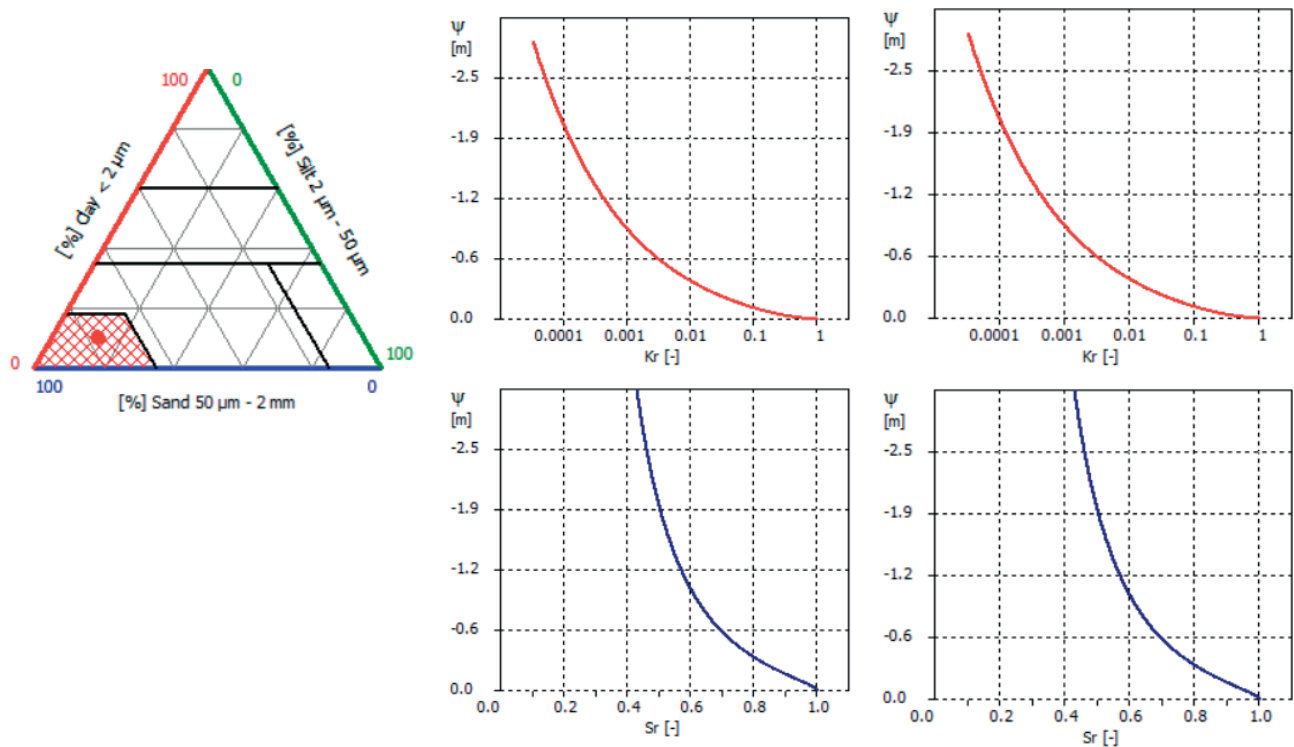 100
0
[%] Clay < 2 µm
[%] Silt 2 µm - 50 µm
0
100
100
0
[%] Sand 50 µm - 2 mm
ψ
[m]
-2.5
-1.9
-1.2
-0.6
0.0
0.0001 0.001 0.01 0.1 1
Kr [-]
ψ
[m]
-2.5
-1.9
-1.2
-0.6
0.0
0.0001 0.001 0.01 0.1 1
Kr [-]
ψ
[m]
-2.5
-1.9
-1.2
-0.6
0.0
0.0 0.2 0.4 0.6 0.8 1.0
Sr [-]
ψ
[m]
-2.5
-1.9
-1.2
-0.6
0.0
0.0 0.2 0.4 0.6 0.8 1.0
Sr [-]